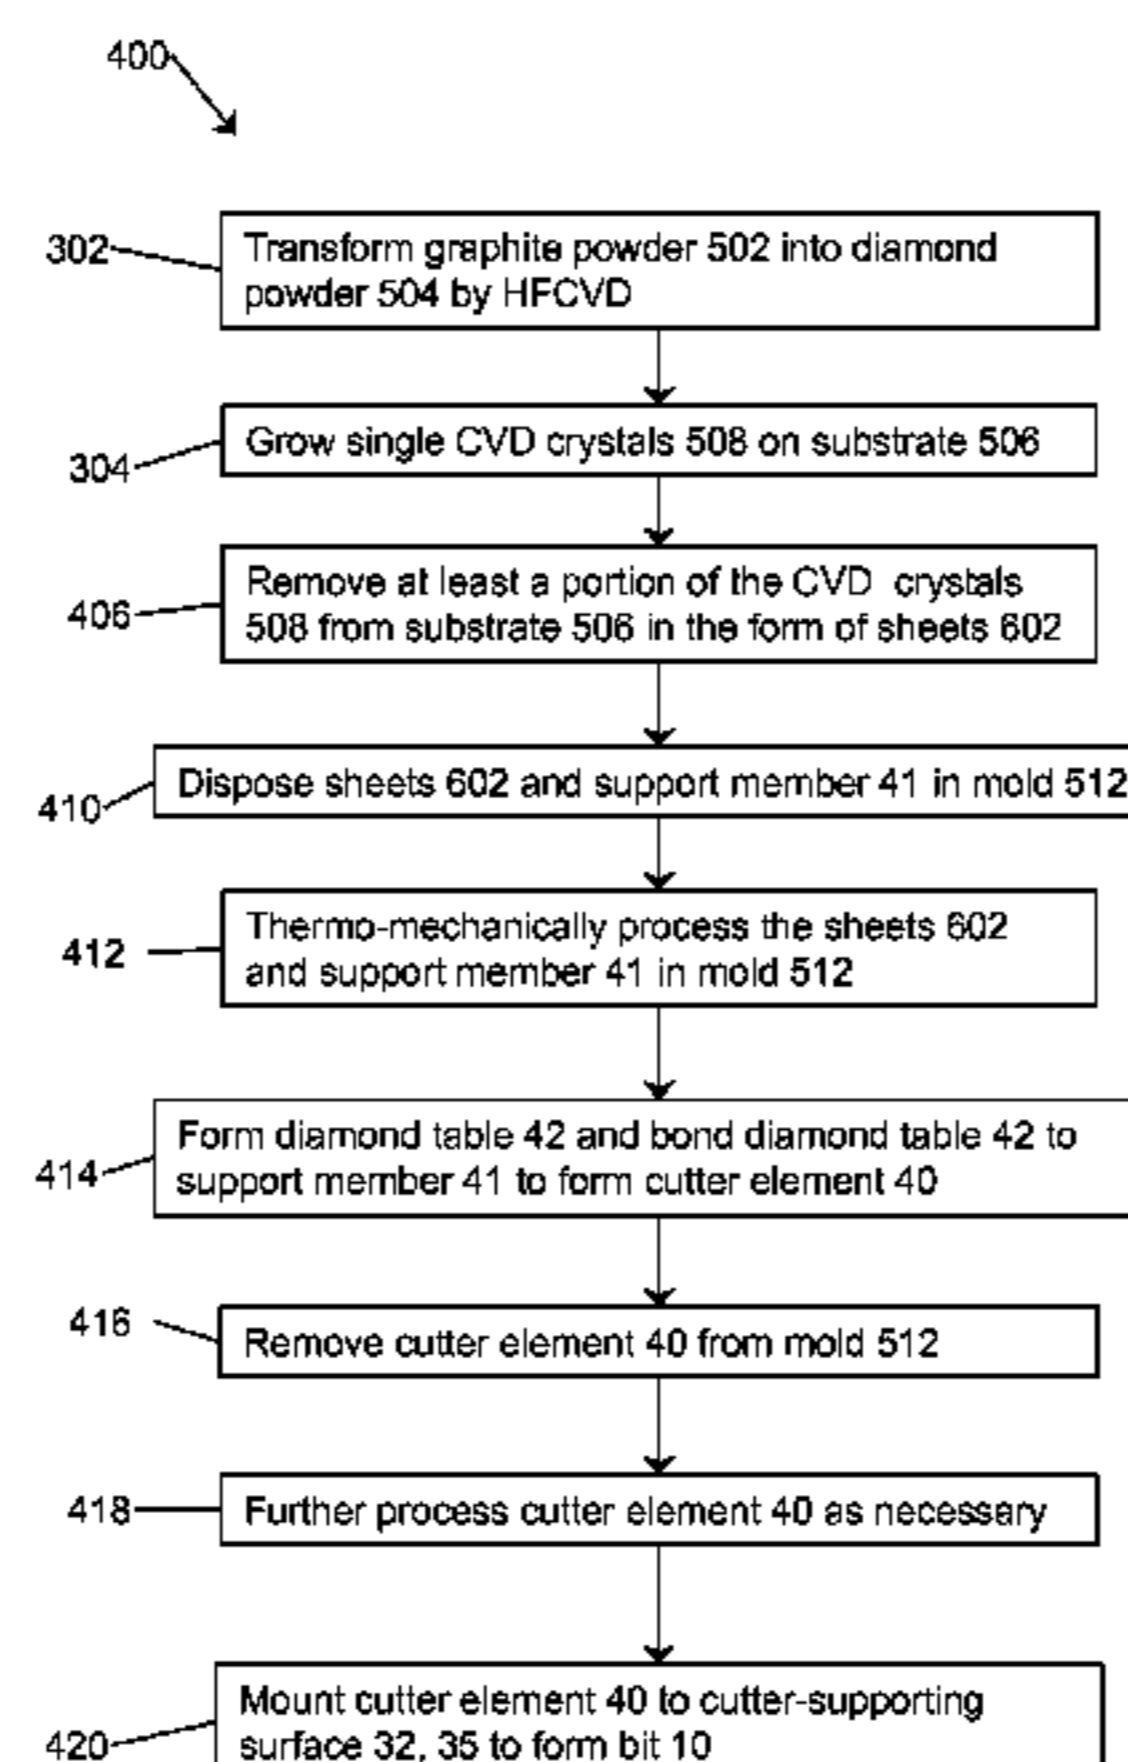 400
302
Transform graphite powder 502 into diamond
powder 504 by HFCVD
304
Grow single CVD crystals 508 on substrate 506
406
Remove at least a portion of the CVD crystals
508 from substrate 506 in the form of sheets 602
410
Dispose sheets 602 and support member 41 in mold 512
412
Thermo-mechanically process the sheets 602
and support member 41 in mold 512
414
Form diamond table 42 and bond diamond table 42 to
support member 41 to form cutter element 40
416
Remove cutter element 40 from mold 512
418
Further process cutter element 40 as necessary
420
Mount cutter element 40 to cutter-supporting
surface 32, 35 to form bit 10